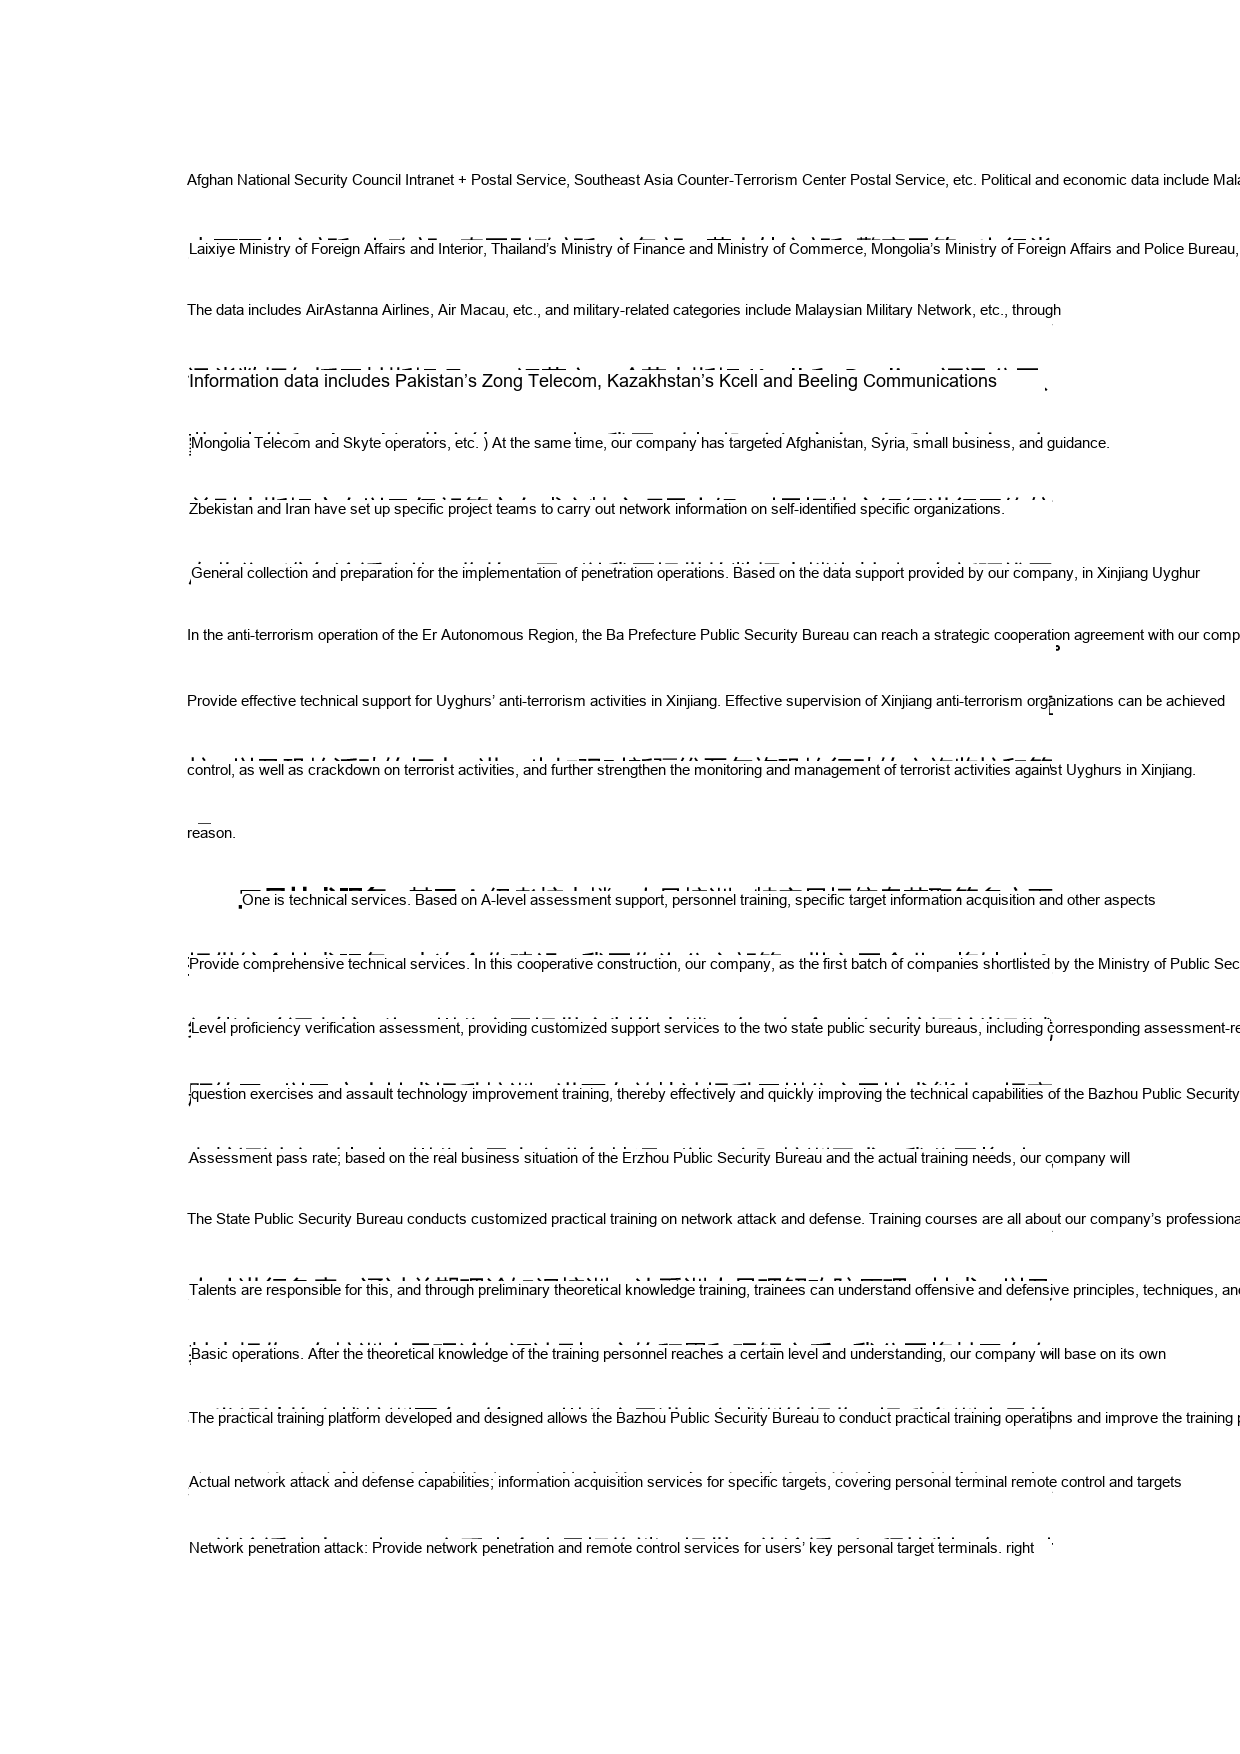 Afghan National Security Council Intranet + Postal Service, Southeast Asia Counter-Terrorism Center Postal Service, etc. Political and economic data include Mala
Laixiye Ministry of Foreign Affairs and Interior, Thailand’s Ministry of Finance and Ministry of Commerce, Mongolia’s Ministry of Foreign Affairs and Police Bureau,
The data includes AirAstanna Airlines, Air Macau, etc., and military-related categories include Malaysian Military Network, etc., through
Information data includes Pakistan’s Zong Telecom, Kazakhstan’s Kcell and Beeling Communications
Mongolia Telecom and Skyte operators, etc. ) At the same time, our company has targeted Afghanistan, Syria, small business, and guidance.
Zbekistan and Iran have set up specific project teams to carry out network information on self-identified specific organizations.
General collection and preparation for the implementation of penetration operations. Based on the data support provided by our company, in Xinjiang Uyghur
In the anti-terrorism operation of the Er Autonomous Region, the Ba Prefecture Public Security Bureau can reach a strategic cooperation agreement with our comp
Provide effective technical support for Uyghurs’ anti-terrorism activities in Xinjiang. Effective supervision of Xinjiang anti-terrorism organizations can be achieved
control, as well as crackdown on terrorist activities, and further strengthen the monitoring and management of terrorist activities against Uyghurs in Xinjiang.
reason.
One is technical services. Based on A-level assessment support, personnel training, specific target information acquisition and other aspects
Provide comprehensive technical services. In this cooperative construction, our company, as the first batch of companies shortlisted by the Ministry of Public Sec
Level proficiency verification assessment, providing customized support services to the two state public security bureaus, including corresponding assessment-re
question exercises and assault technology improvement training, thereby effectively and quickly improving the technical capabilities of the Bazhou Public Security
Assessment pass rate; based on the real business situation of the Erzhou Public Security Bureau and the actual training needs, our company will
The State Public Security Bureau conducts customized practical training on network attack and defense. Training courses are all about our company’s professiona
Talents are responsible for this, and through preliminary theoretical knowledge training, trainees can understand offensive and defensive principles, techniques, and
Basic operations. After the theoretical knowledge of the training personnel reaches a certain level and understanding, our company will base on its own
The practical training platform developed and designed allows the Bazhou Public Security Bureau to conduct practical training operations and improve the training p
Actual network attack and defense capabilities; information acquisition services for specific targets, covering personal terminal remote control and targets
Network penetration attack: Provide network penetration and remote control services for users’ key personal target terminals. right